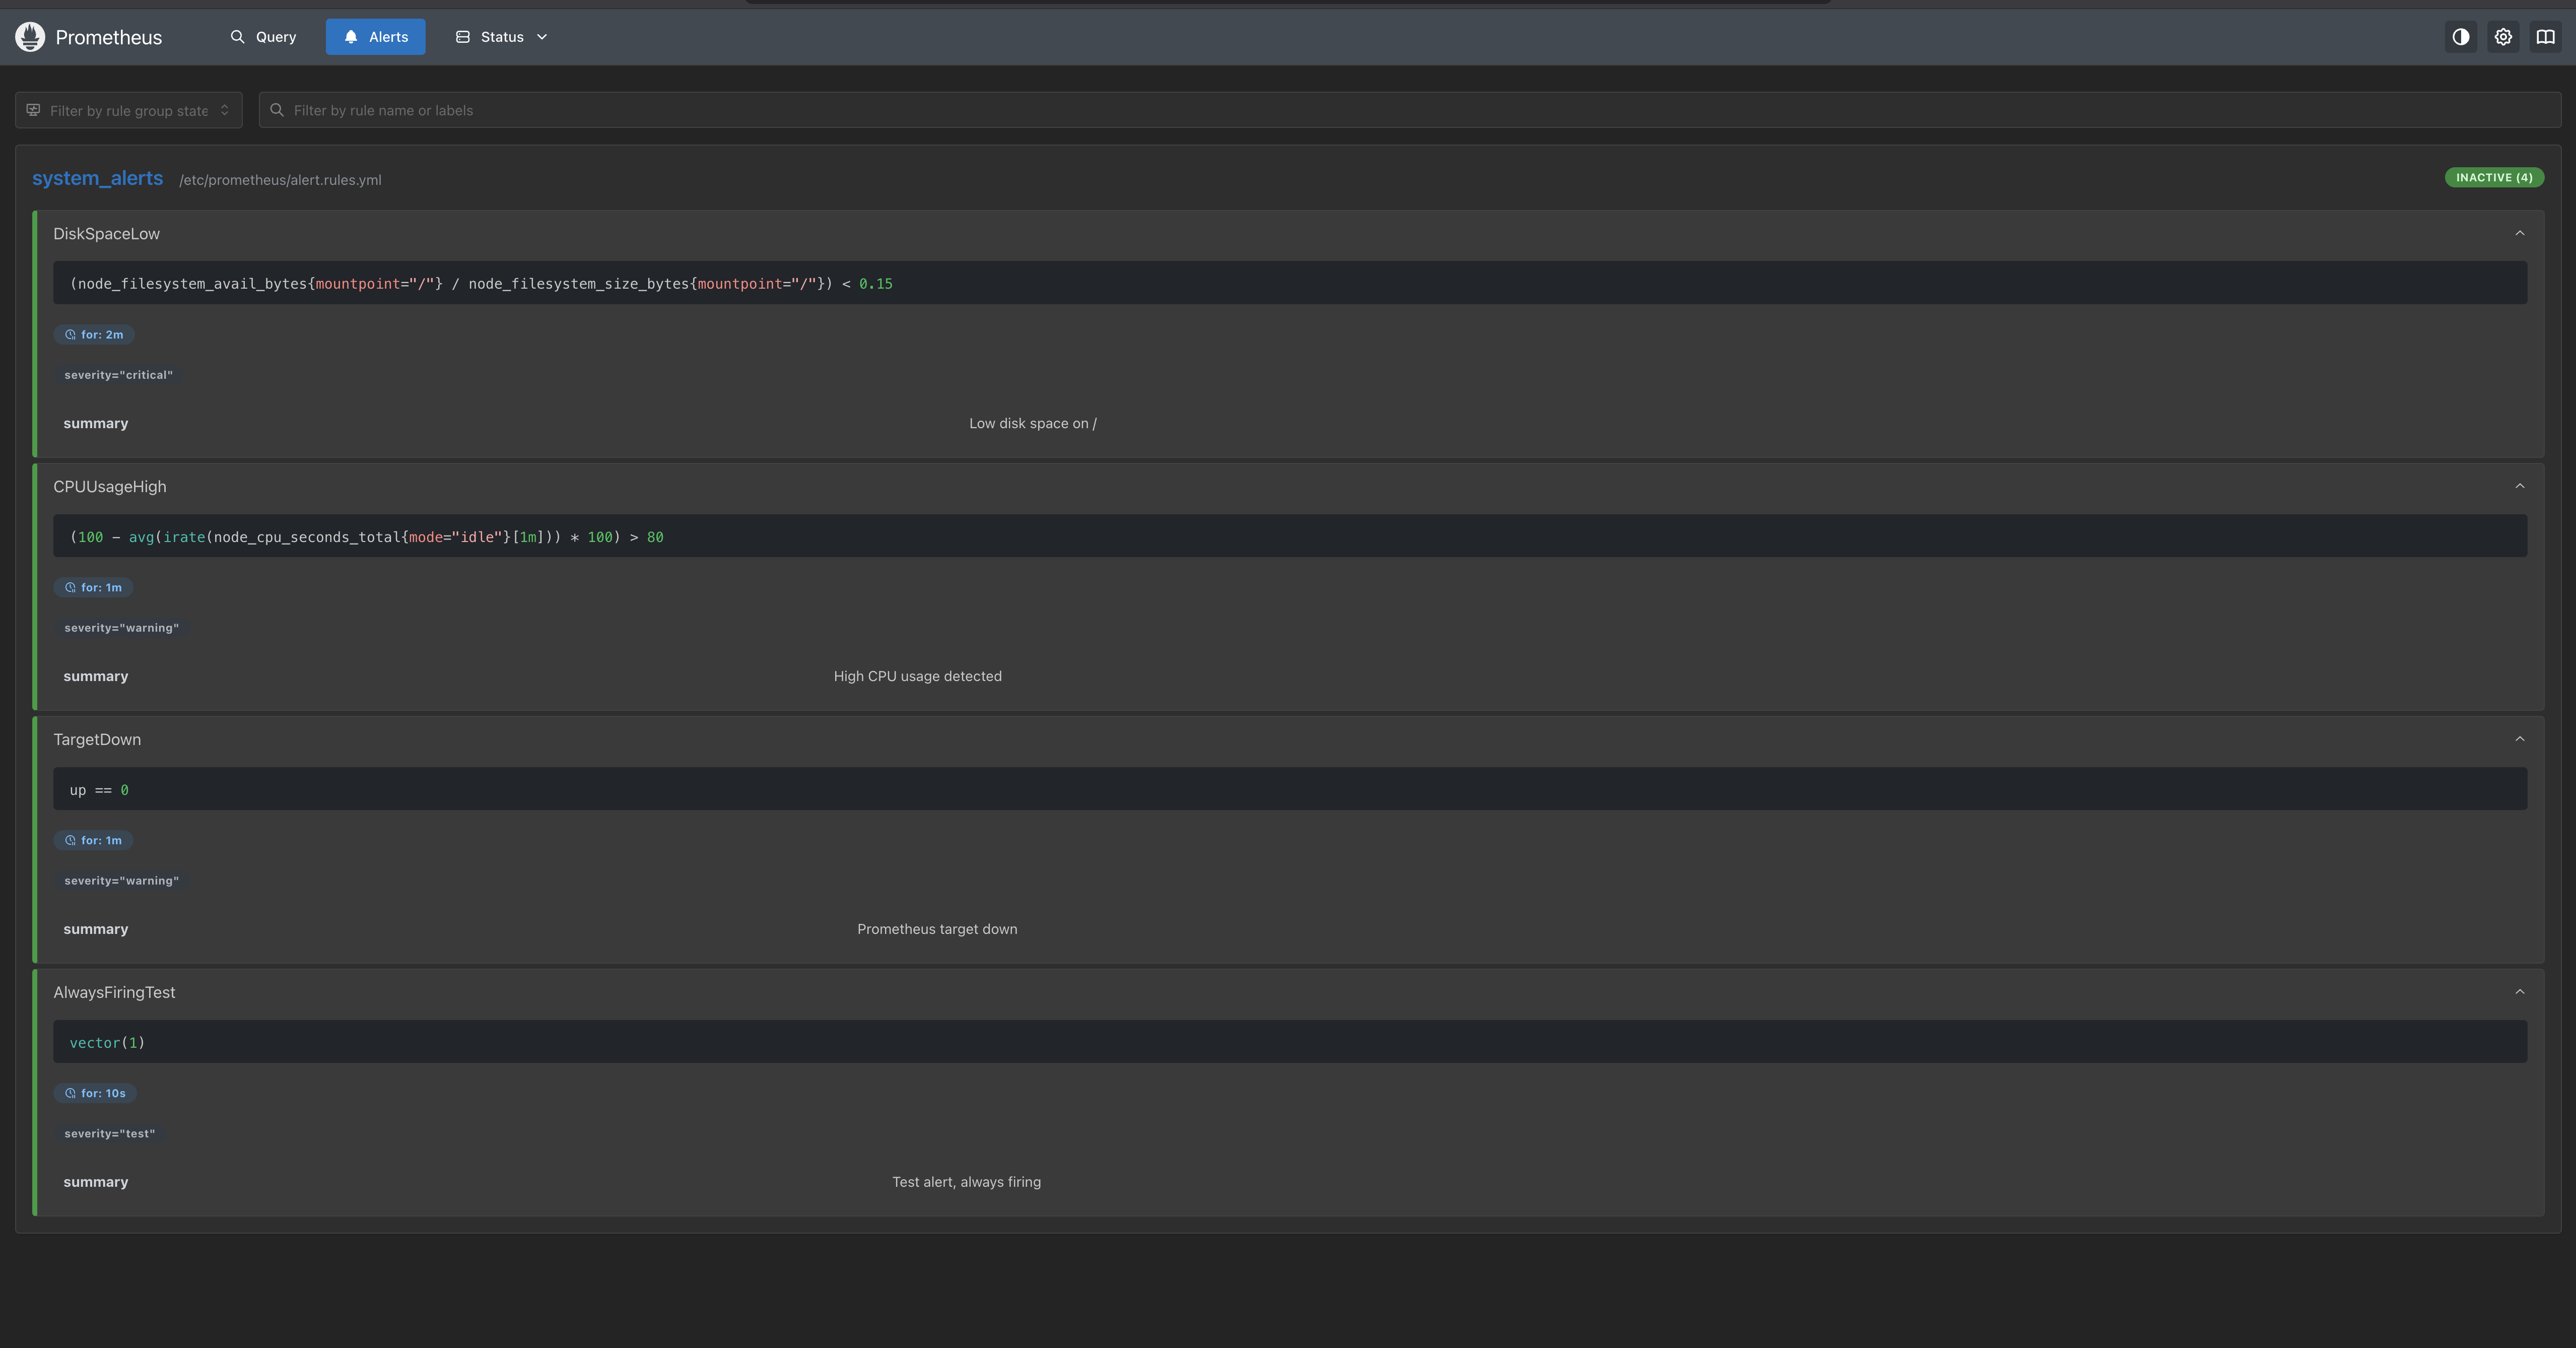 Prometheus
Query
Alerts
Status
Filter by rule group state
Filter by rule name or labels
system_alerts /etc/prometheus/alert.rules.yml
INACTIVE (4)
DiskSpaceLow
(node_filesystem_avail_bytes{mountpoint="/"} / node_filesystem_size_bytes{mountpoint="/"}) < 0.15
for: 2m
severity="critical"
summary Low disk space on /
CPUUsageHigh
(100 - avg(irate(node_cpu_seconds_total{mode="idle"}[1m])) * 100) > 80
for: 1m
severity="warning"
summary High CPU usage detected
TargetDown
up == 0
for: 1m
severity="warning"
summary Prometheus target down
AlwaysFiringTest
vector(1)
for: 10s
severity="test"
summary Test alert, always firing